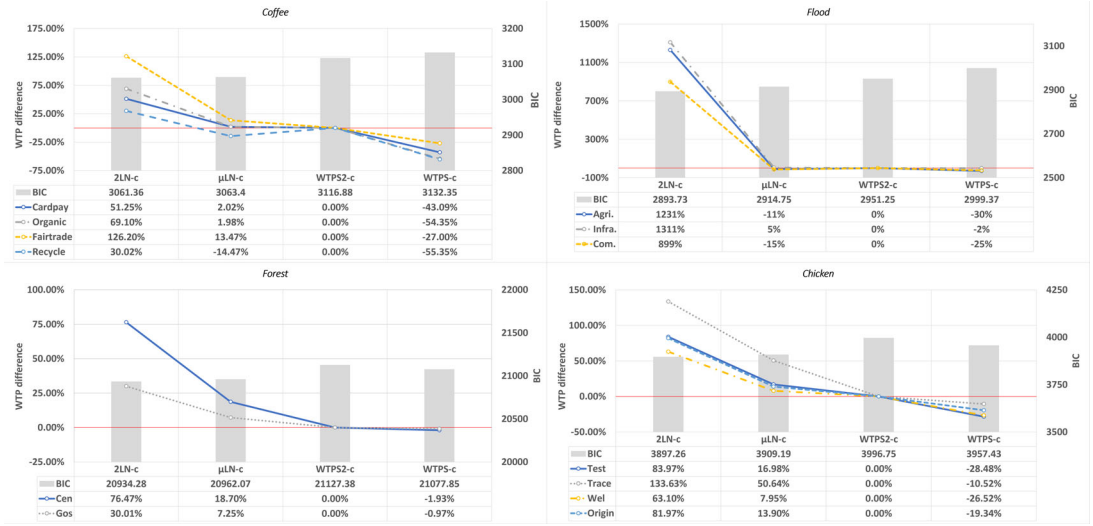 Coffee
175.00%
125.00%
75.00%
25.00%
-25.00%
-75.00%
WTP difference
3200
3100
3000
2900
2800
BIC
2LN-c μLN-c WTPS2-c WTPS-c
BIC 3061.36 3063.4 3116.88 3132.35
Cardpay 51.25% 2.02% 0.00% -43.09%
Organic 69.10% 1.98% 0.00% -54.35%
Fairtrade 126.20% 13.47% 0.00% -27.00%
Recycle 30.02% -14.47% 0.00% -55.35%
Flood
1500%
1100%
700%
300%
-100%
WTP difference
3100
2900
2700
2500
BIC
2LN-c μLN-c WTPS2-c WTPS-c
BIC 2893.73 2914.75 2951.25 2999.37
Agri. 1231% -11% 0% -30%
Infra. 1311% 5% 0% -2%
Com. 899% -15% 0% -25%
Forest
100.00%
75.00%
50.00%
25.00%
0.00%
-25.00%
WTP difference
22000
21500
21000
20500
20000
BIC
2LN-c μLN-c WTPS2-c WTPS-c
BIC 20934.28 20962.07 21127.38 21077.85
Cen 76.47% 18.70% 0.00% -1.93%
Gos 30.01% 7.25% 0.00% -0.97%
Chicken
150.00%
100.00%
50.00%
0.00%
-50.00%
WTP difference
4250
4000
3750
3500
BIC
2LN-c μLN-c WTPS2-c WTPS-c
BIC 3897.26 3909.19 3996.75 3957.43
Test 83.97% 16.98% 0.00% -28.48%
Trace 133.63% 50.64% 0.00% -10.52%
Wel 63.10% 7.95% 0.00% -26.52%
Origin 81.97% 13.90% 0.00% -19.34%